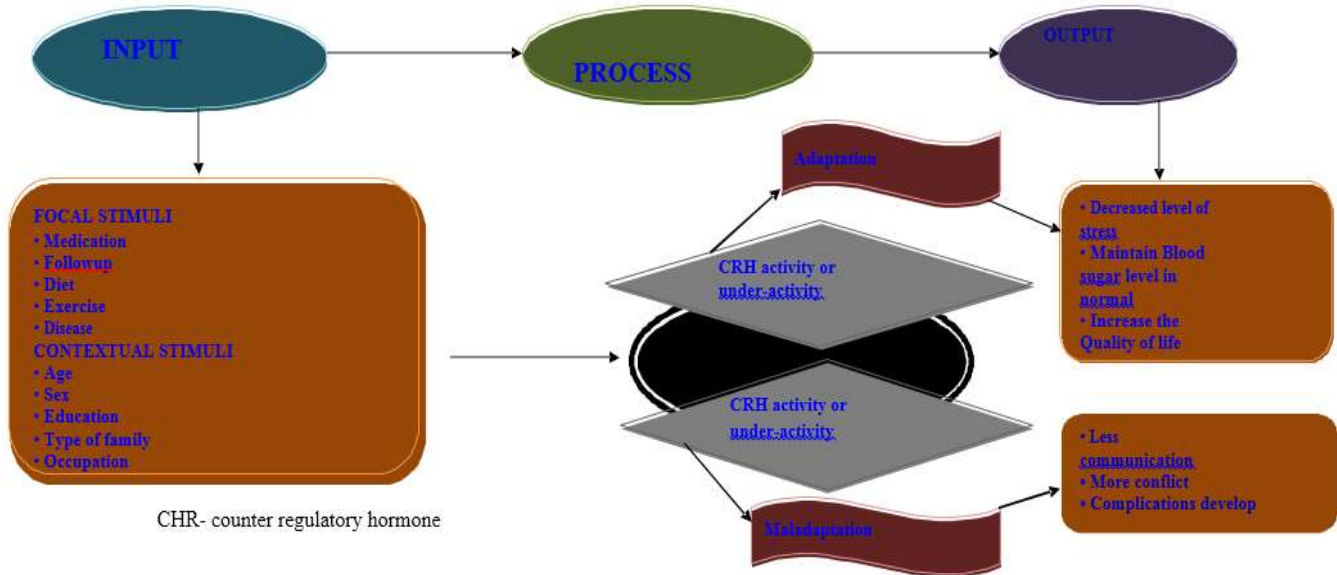 INPUT
PROCESS
OUTPUT
FOCAL STIMULI
• Medication
• Followup
• Diet
• Exercise
• Disease
CONTEXTUAL STIMULI
• Age
• Sex
• Education
• Type of family
• Occupation
CHR- counter regulatory hormone
Adaptation
CRH activity or
under-activity
CRH activity or
under-activity
Maladaptation
• Decreased level of
stress
• Maintain Blood
sugar level in
normal
• Increase the
Quality of life
• Less
communication
• More conflict
• Complications develop